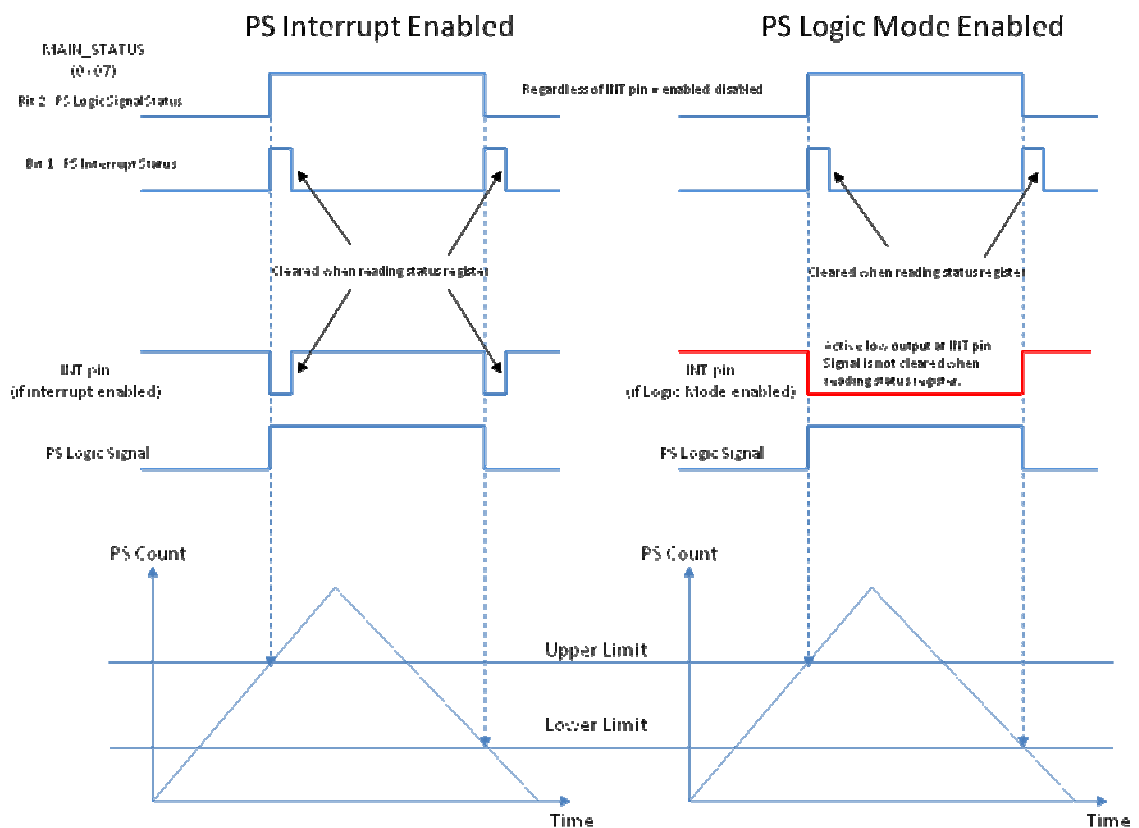 PS Interrupt Enabled
PS Logic Mode Enabled
MAIN_STATUS
(0x07)
Bit 2 PS Logic Signal Status
Regardless of INT pin = enabled disabled
Bit 1 PS Interrupt Status
Cleared when reading status register
Cleared when reading status register
INT pin
(if interrupt enabled)
INT pin
(if Logic Mode enabled)
Active low output at INT pin
Signal is not cleared when
reading status register.
PS Logic Signal
PS Logic Signal
PS Count
PS Count
Upper Limit
Lower Limit
Time
Time